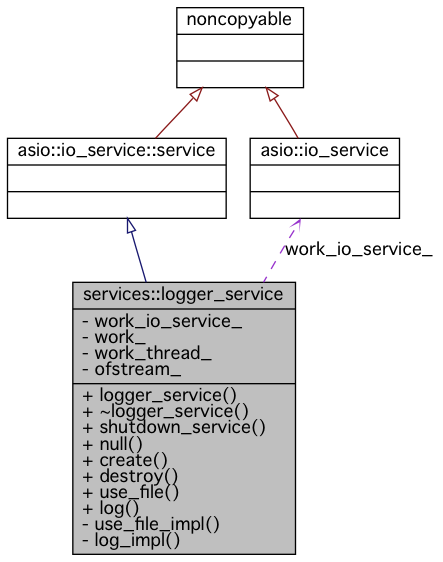 noncopyable
asio::io_service::service
asio::io_service
work_io_service_
services::logger_service
- work_io_service_
- work_
- work_thread_
- ofstream_
+ logger_service()
+ ~logger_service()
+ shutdown_service()
+ null()
+ create()
+ destroy()
+ use_file()
+ log()
- use_file_impl()
- log_impl()